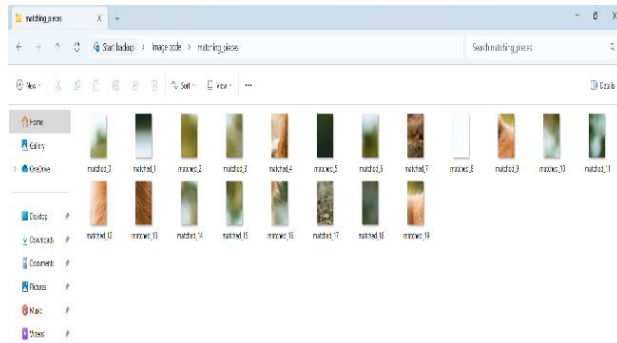 matching_pieces
Start backup > Image code > matching_pieces
Search matching_pieces
New
Sort
View
...
Details
Home
Gallery
OneDrive
Desktop
Downloads
Documents
Pictures
Music
Videos
matched_0 matched_1 matched_2 matched_3 matched_4 matched_5 matched_6 matched_7 matched_8 matched_9 matched_10 matched_11
matched_12 matched_13 matched_14 matched_15 matched_16 matched_17 matched_18 matched_19